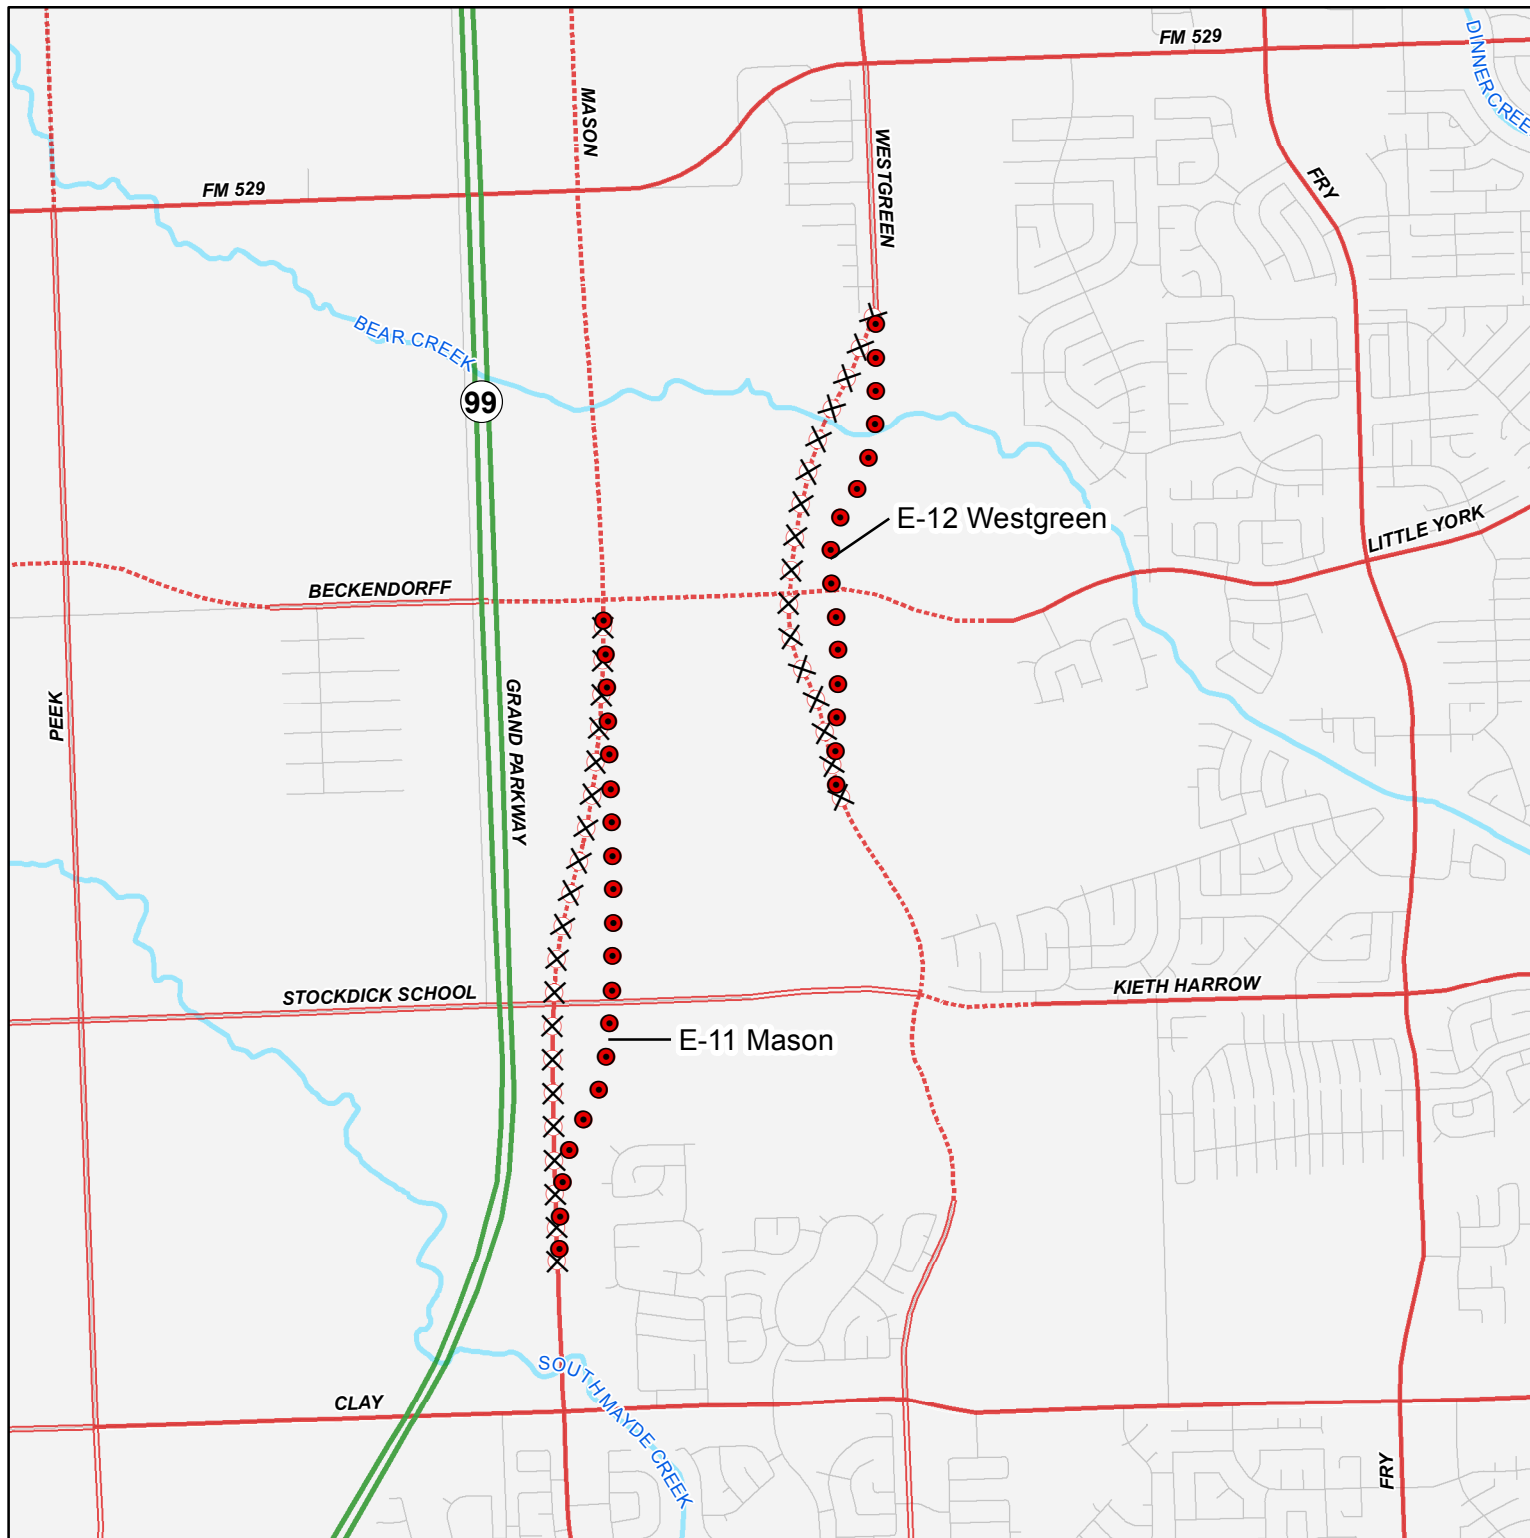 FM 529
DINNER CREE
MASON
WESTGREEN
FRY
FM 529
BEAR CREEK
99
E-12 Westgreen
LITTLE YORK
BECKENDORFF
PEEK
GRAND PARKWAY
STOCKDICK SCHOOL
KIETH HARROW
E-11 Mason
SOUTH MAYDE CREEK
CLAY
FRY